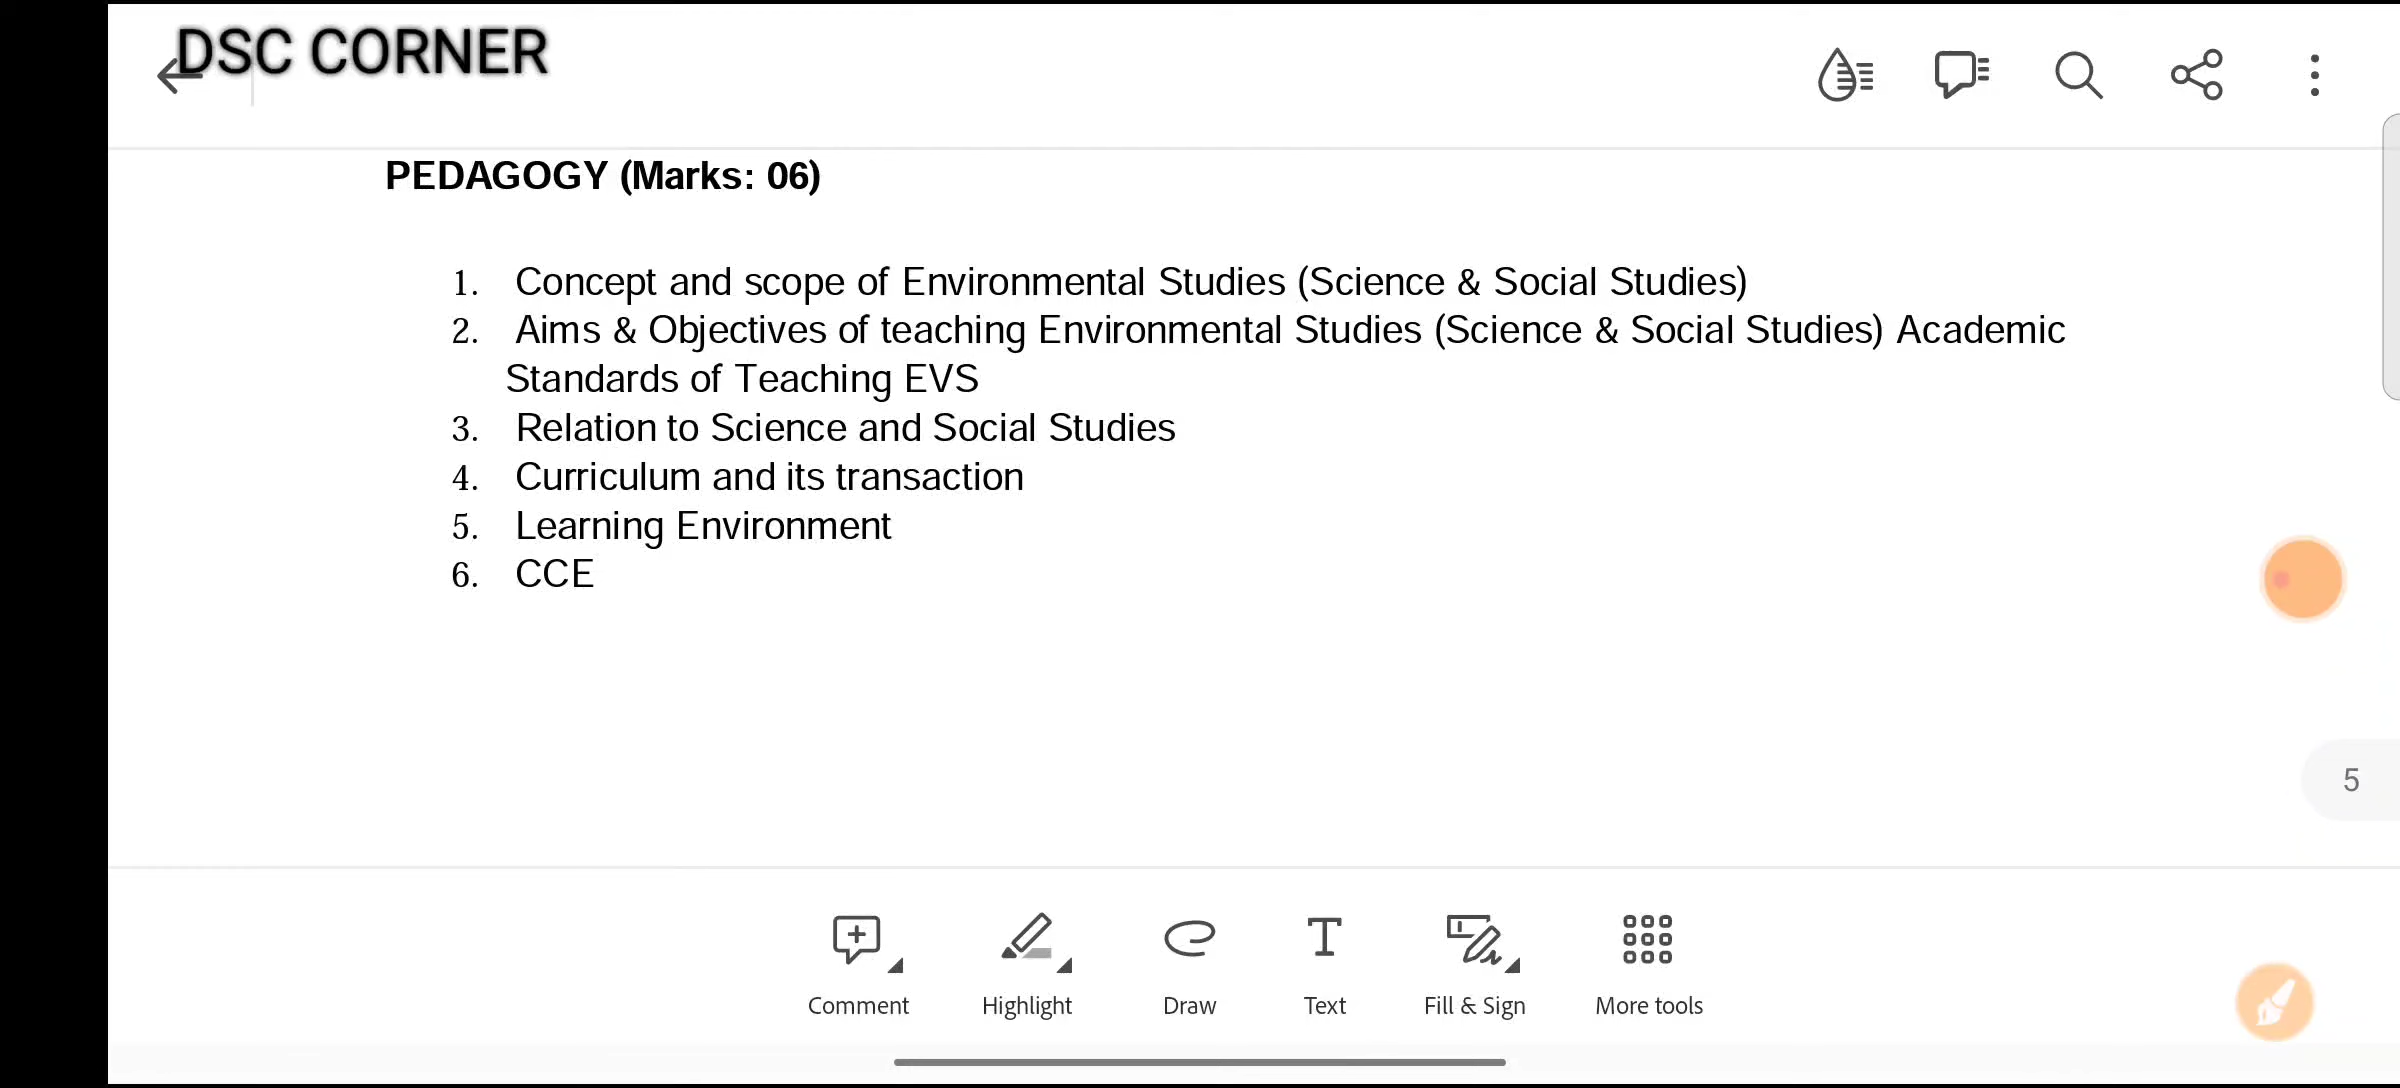 DSC CORNER
PEDAGOGY (Marks: 06)
1. Concept and scope of Environmental Studies (Science & Social Studies)
2. Aims & Objectives of teaching Environmental Studies (Science & Social Studies) Academic
Standards of Teaching EVS
3. Relation to Science and Social Studies
4. Curriculum and its transaction
5. Learning Environment
6. CCE
5
Comment Highlight Draw Text Fill & Sign More tools